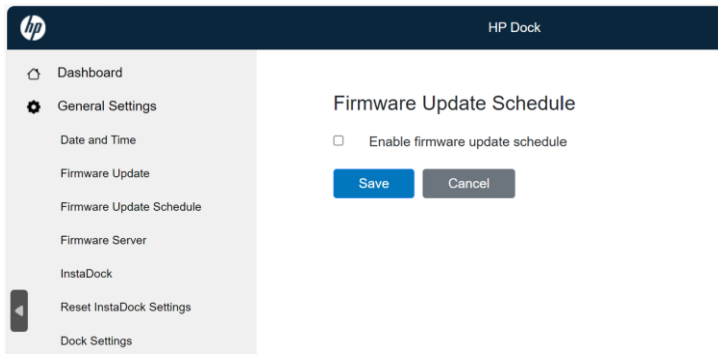 hp
HP Dock
Dashboard
General Settings
Date and Time
Firmware Update
Firmware Update Schedule
Firmware Server
InstaDock
Reset InstaDock Settings
Dock Settings
Firmware Update Schedule
Enable firmware update schedule
Save Cancel